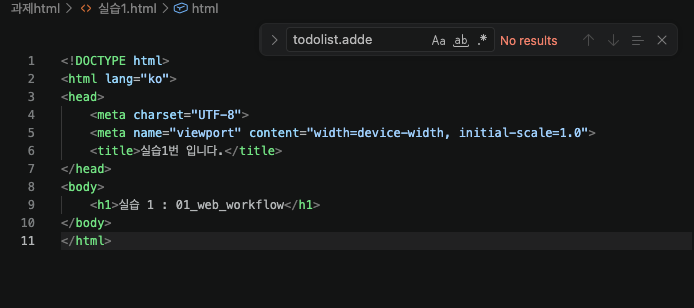 과제html > <> 실습1.html > html
todolist.adde Aa ab .* No results
1 <!DOCTYPE html>
2 <html lang="ko">
3 <head>
4     <meta charset="UTF-8">
5     <meta name="viewport" content="width=device-width, initial-scale=1.0">
6     <title>실습1번 입니다.</title>
7 </head>
8 <body>
9     <h1>실습 1 : 01_web_workflow</h1>
10 </body>
11 </html>